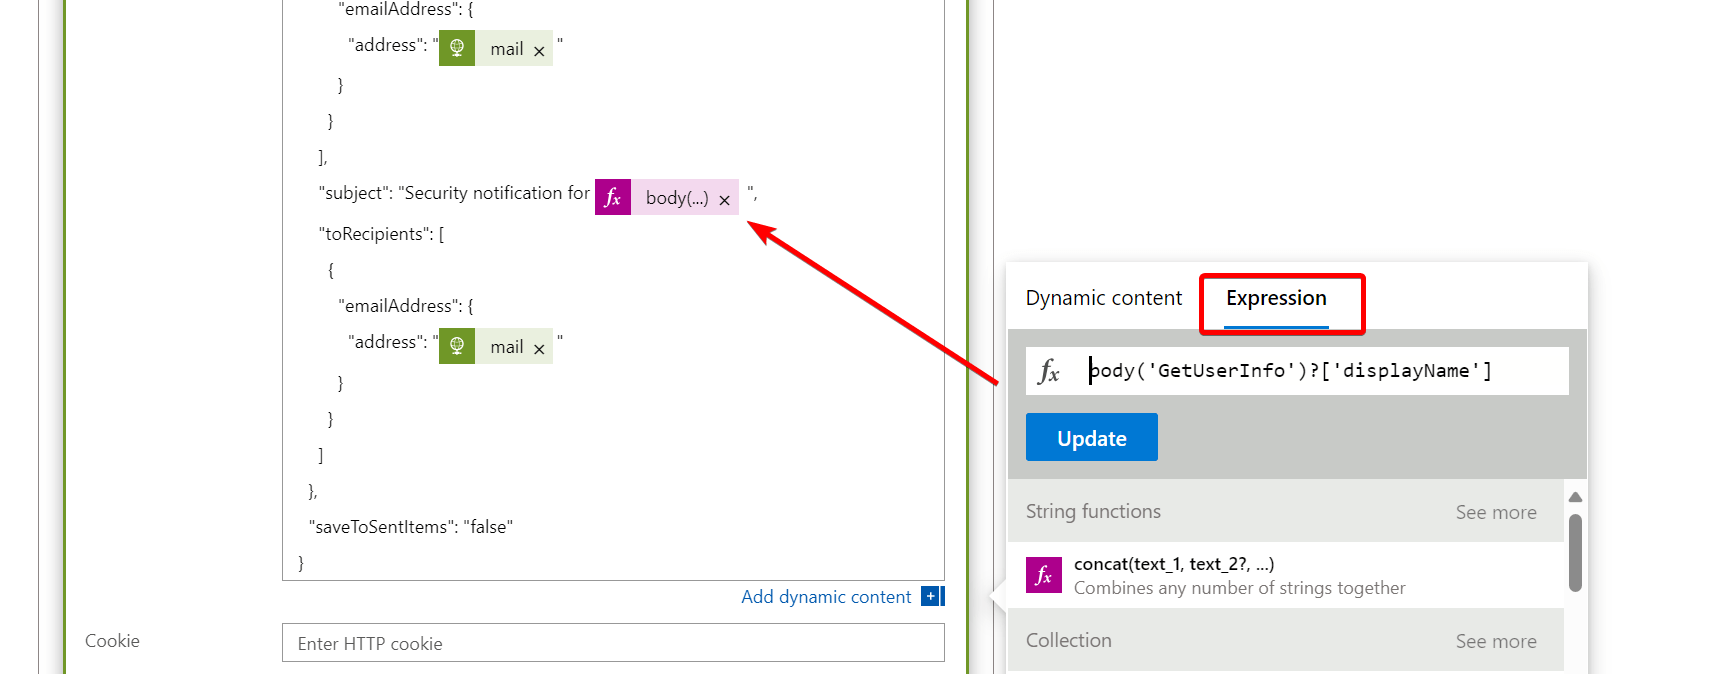 "emailAddress": {
"address": " mail × "
}
}
],
"subject": "Security notification for fx body(...) × ",
"toRecipients": [
{
"emailAddress": {
"address": " mail × "
}
}
]
},
"saveToSentItems": "false"
}
Add dynamic content +
Cookie
Enter HTTP cookie
Dynamic content Expression
fx body('GetUserInfo')?['displayName']
Update
String functions See more
fx concat(text_1, text_2?, ...)
Combines any number of strings together
Collection See more